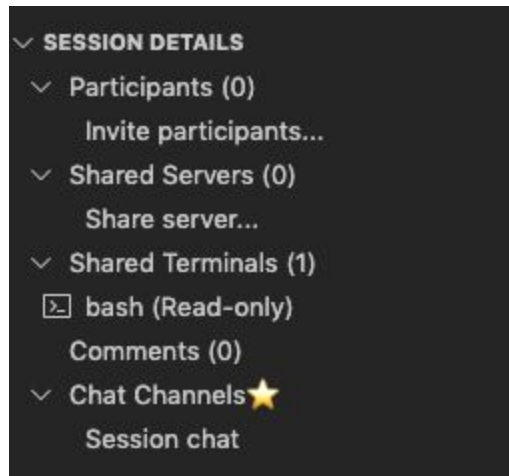 SESSION DETAILS
Participants (0)
Invite participants...
Shared Servers (0)
Share server...
Shared Terminals (1)
bash (Read-only)
Comments (0)
Chat Channels⭐
Session chat